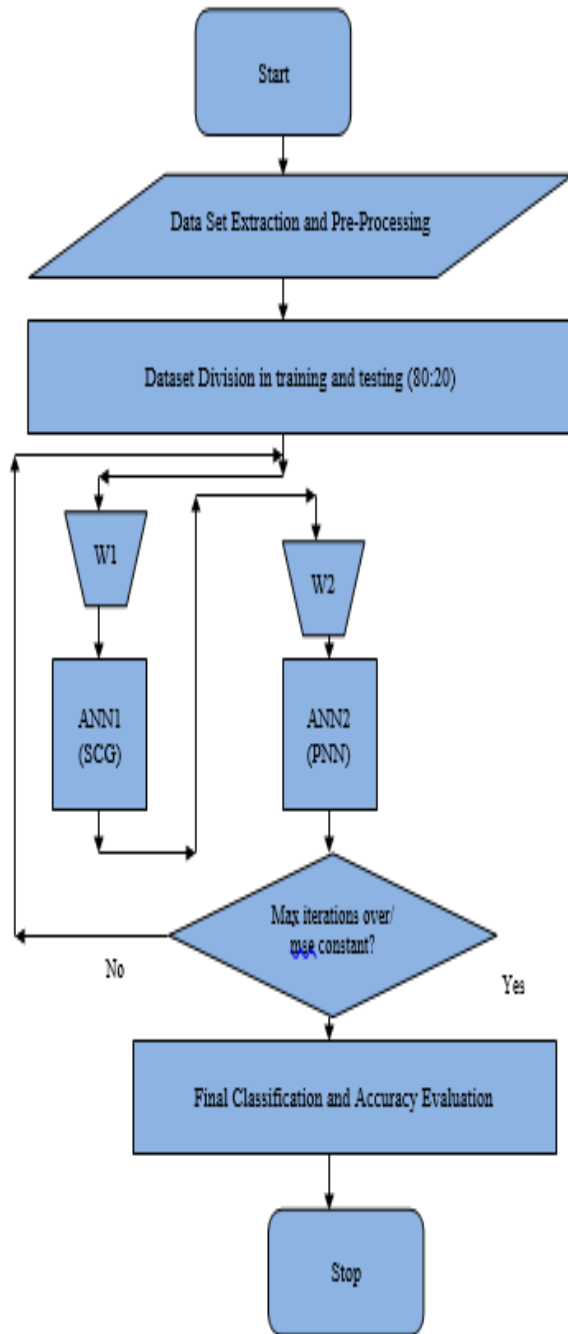 Start
Data Set Extraction and Pre-Processing
Dataset Division in training and testing (80:20)
W1
W2
ANN1
(SCG)
ANN2
(PNN)
Max iterations over/
mse constant?
No
Yes
Final Classification and Accuracy Evaluation
Stop